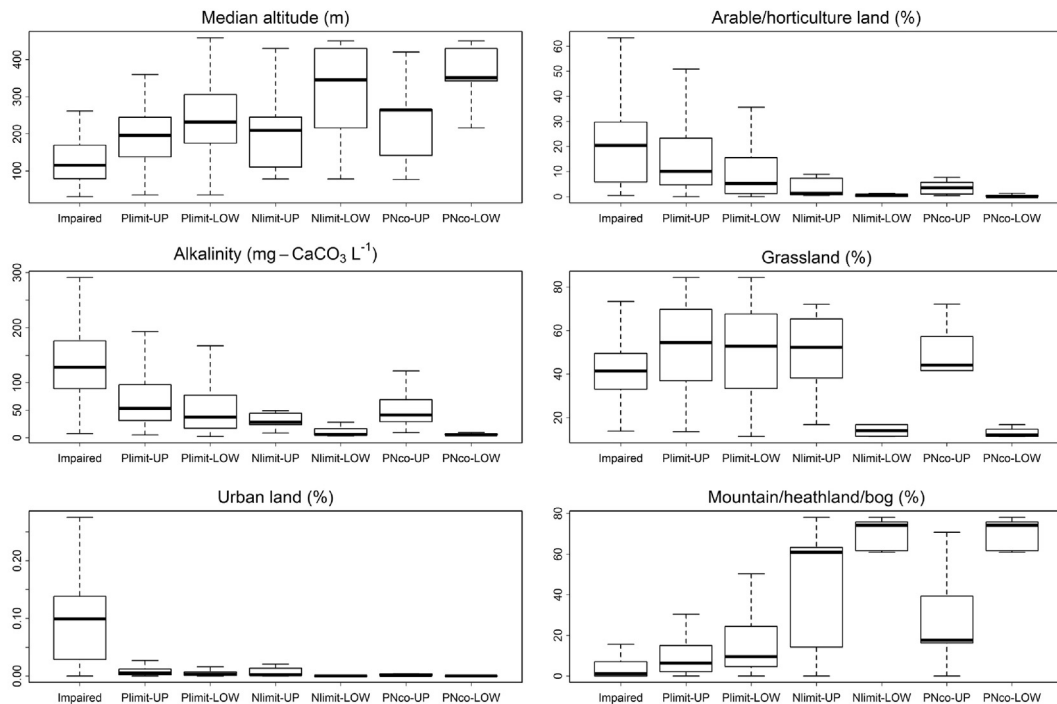 Median altitude (m)
400
300
200
100
Impaired Plimit-UP Plimit-LOW Nlimit-UP Nlimit-LOW PNco-UP PNco-LOW
Arable/horticulture land (%)
60
50
40
30
20
10
0
Impaired Plimit-UP Plimit-LOW Nlimit-UP Nlimit-LOW PNco-UP PNco-LOW
Alkalinity (mg – CaCO₃ L⁻¹)
300
200
150
100
50
0
Impaired Plimit-UP Plimit-LOW Nlimit-UP Nlimit-LOW PNco-UP PNco-LOW
Grassland (%)
80
60
40
20
Impaired Plimit-UP Plimit-LOW Nlimit-UP Nlimit-LOW PNco-UP PNco-LOW
Urban land (%)
0.20
0.10
0.00
Impaired Plimit-UP Plimit-LOW Nlimit-UP Nlimit-LOW PNco-UP PNco-LOW
Mountain/heathland/bog (%)
80
60
40
20
0
Impaired Plimit-UP Plimit-LOW Nlimit-UP Nlimit-LOW PNco-UP PNco-LOW